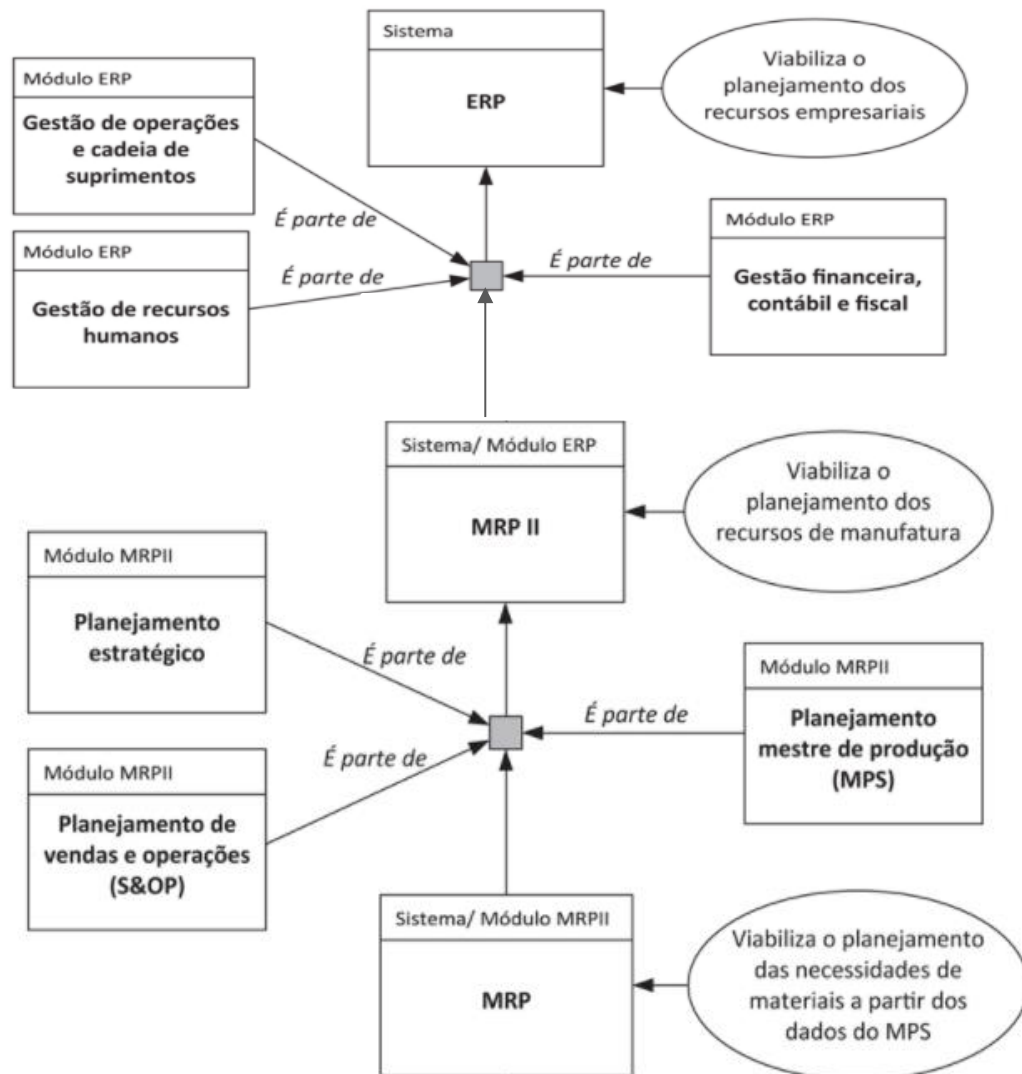 Sistema
ERP
Viabiliza o
planejamento dos
recursos empresariais
Módulo ERP
Gestão de operações
e cadeia de
suprimentos
É parte de
Módulo ERP
Gestão de recursos
humanos
É parte de
Módulo ERP
Gestão financeira,
contábil e fiscal
É parte de
Sistema/ Módulo ERP
MRP II
Viabiliza o
planejamento dos
recursos de manufatura
Módulo MRPII
Planejamento
estratégico
É parte de
Módulo MRPII
Planejamento
mestre de produção
(MPS)
É parte de
Módulo MRPII
Planejamento de
vendas e operações
(S&OP)
É parte de
Sistema/ Módulo MRPII
MRP
Viabiliza o planejamento
das necessidades de
materiais a partir dos
dados do MPS